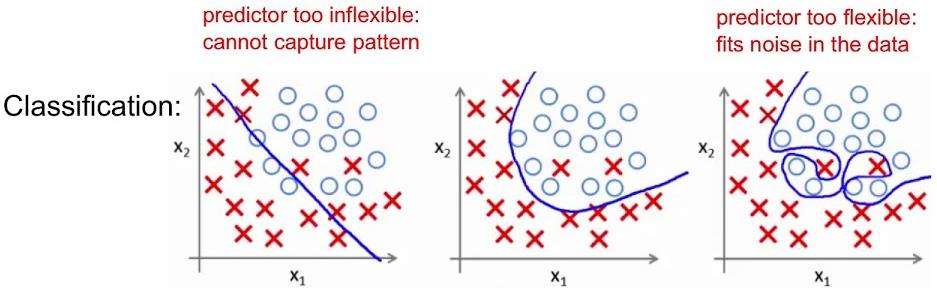 predictor too inflexible:
cannot capture pattern
predictor too flexible:
fits noise in the data
Classification:
x₂
x₁
x₂
x₁
x₂
x₁